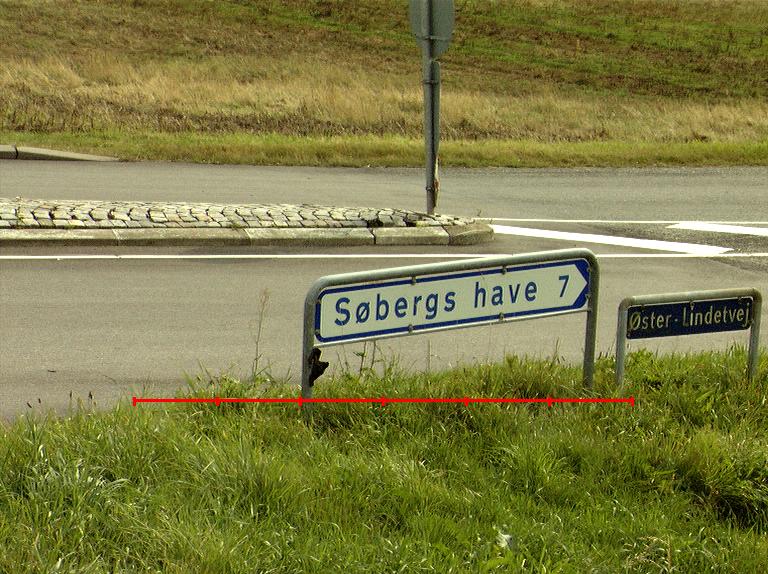 Søbergs have 7
Øster-Lindetvej